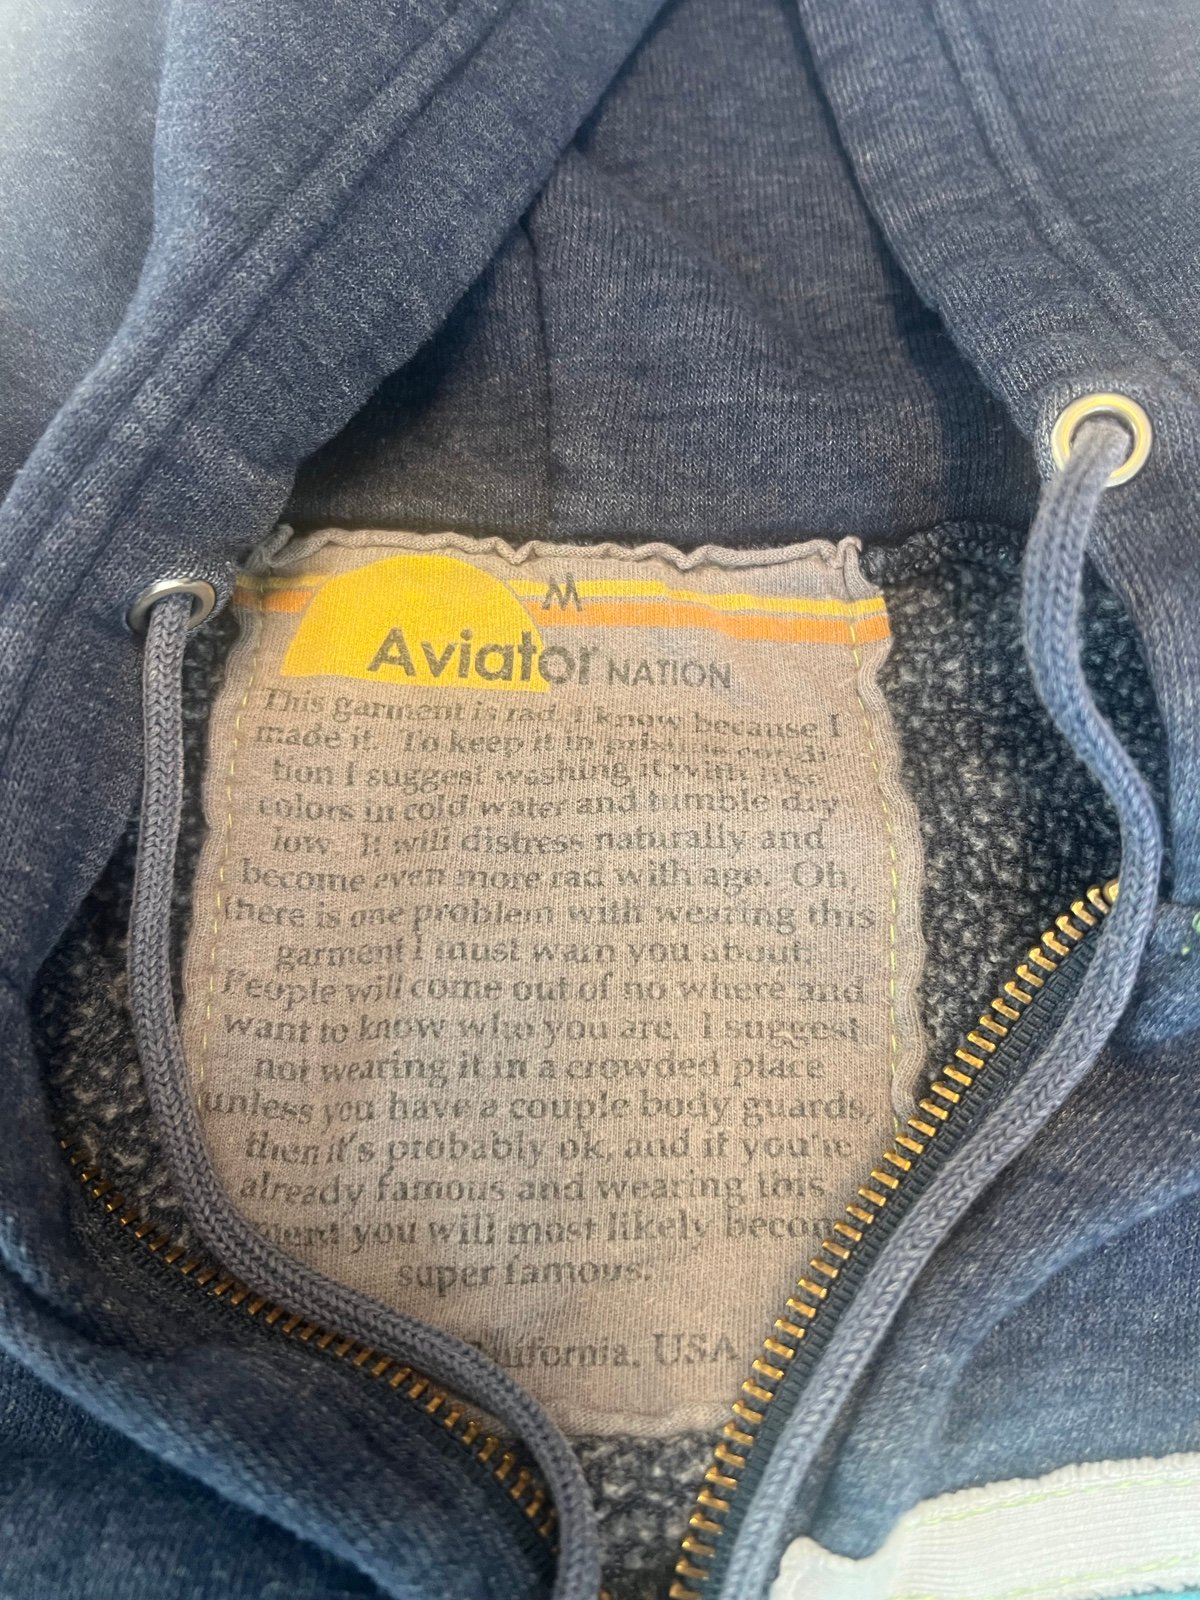 M
Aviator NATION
This garment is rad. I know because I
made it. To keep it in pristine condi-
tion I suggest washing it with like
colors in cold water and tumble dry
low. It will distress naturally and
become even more rad with age. Oh,
there is one problem with wearing this
garment I must warn you about.
People will come out of no where and
want to know who you are. I suggest
not wearing it in a crowded place
unless you have a couple body guards,
then it's probably ok, and if you're
already famous and wearing this
you will most likely
super famous.
California, USA